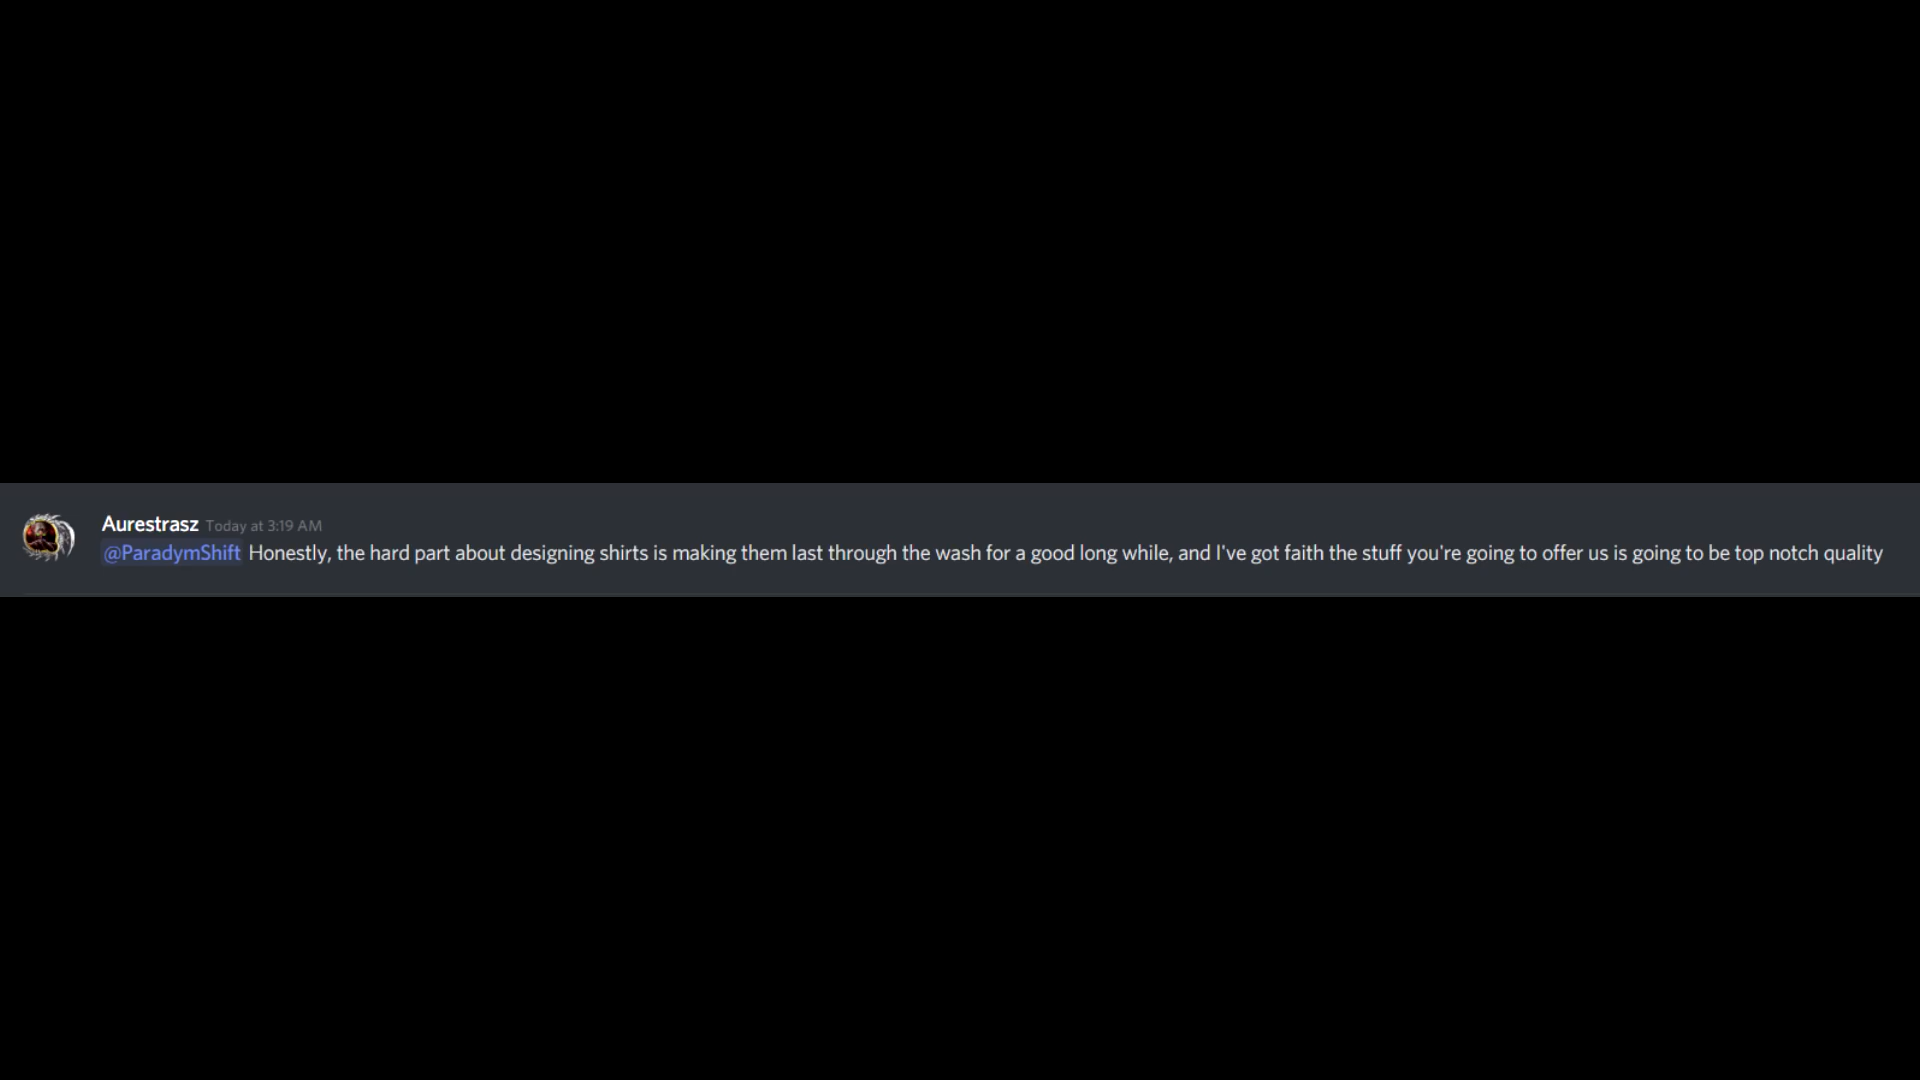 Aurestrasz Today at 3:19 AM
@ParadymShift Honestly, the hard part about designing shirts is making them last through the wash for a good long while, and I've got faith the stuff you're going to offer us is going to be top notch quality